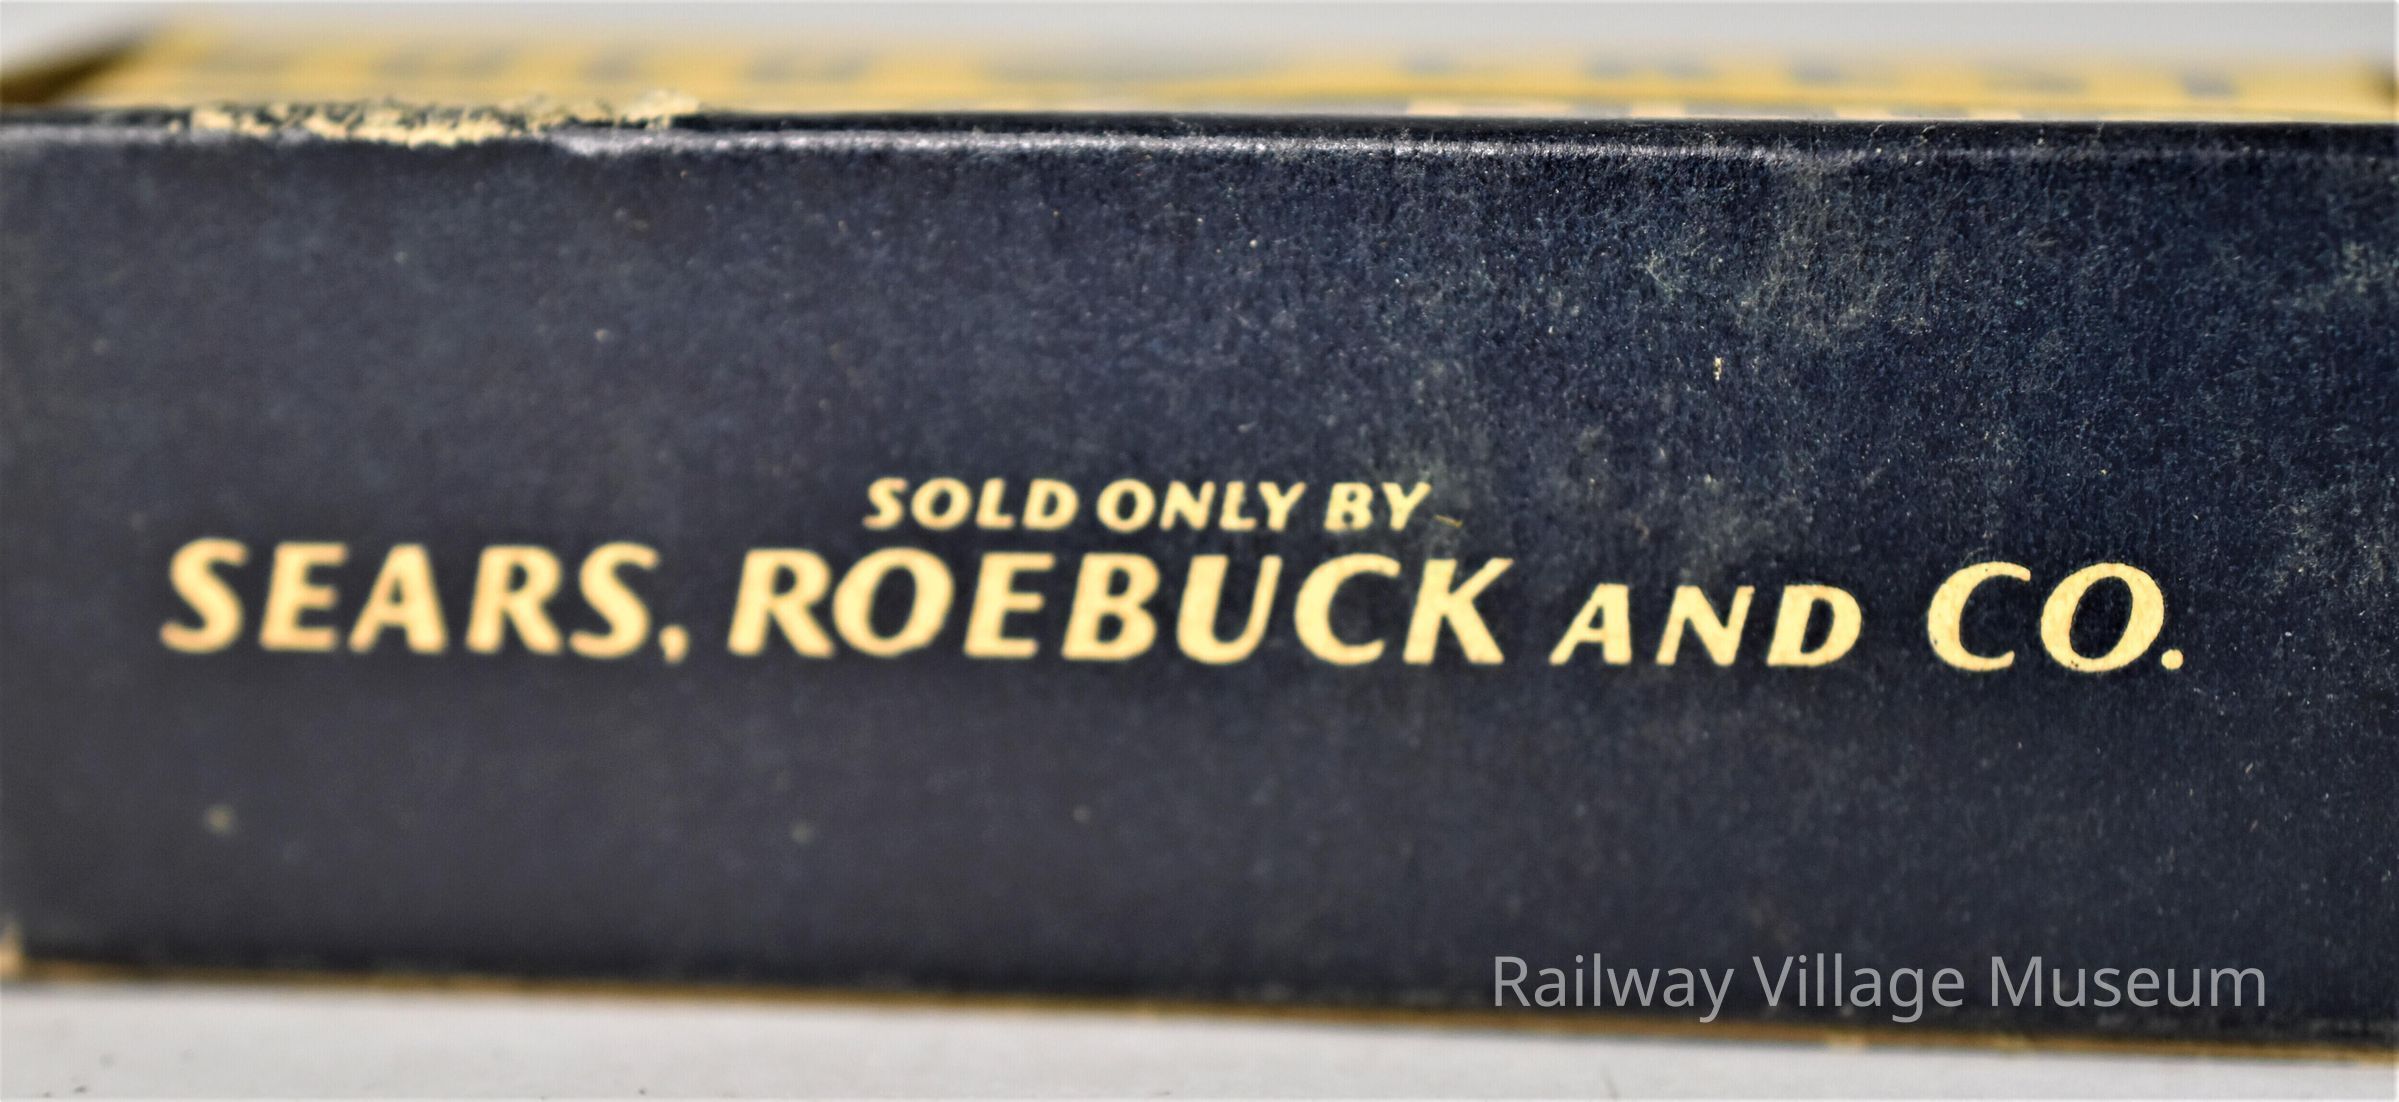 SOLD ONLY BY
SEARS, ROEBUCK AND CO.
Railway Village Museum